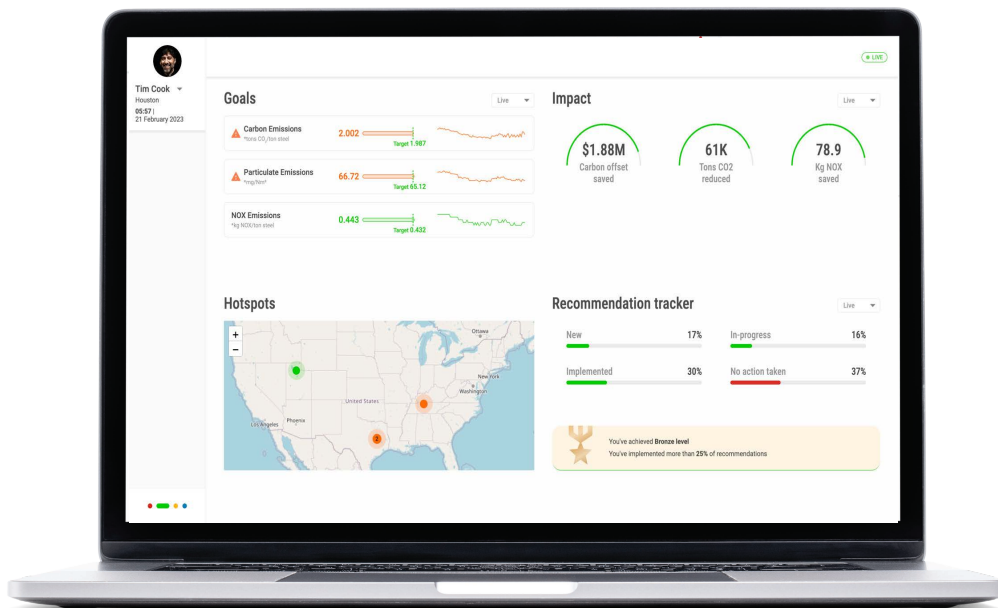 Tim Cook
Houston
05:57 |
21 February 2023
LIVE
Goals
Live
Carbon Emissions
*tons CO₂/ton steel
2.002
Target 1.987
Particulate Emissions
*mg/Nm³
66.72
Target 65.12
NOX Emissions
*kg NOX/ton steel
0.443
Target 0.432
Impact
Live
$1.88M
Carbon offset
saved
61K
Tons CO2
reduced
78.9
Kg NOX
saved
Hotspots
+
−
Ottawa
New York
Washington
United States
Los Angeles
Phoenix
2
Recommendation tracker
Live
New 17%
In-progress 16%
Implemented 30%
No action taken 37%
You've achieved Bronze level
You've implemented more than 25% of recommendations